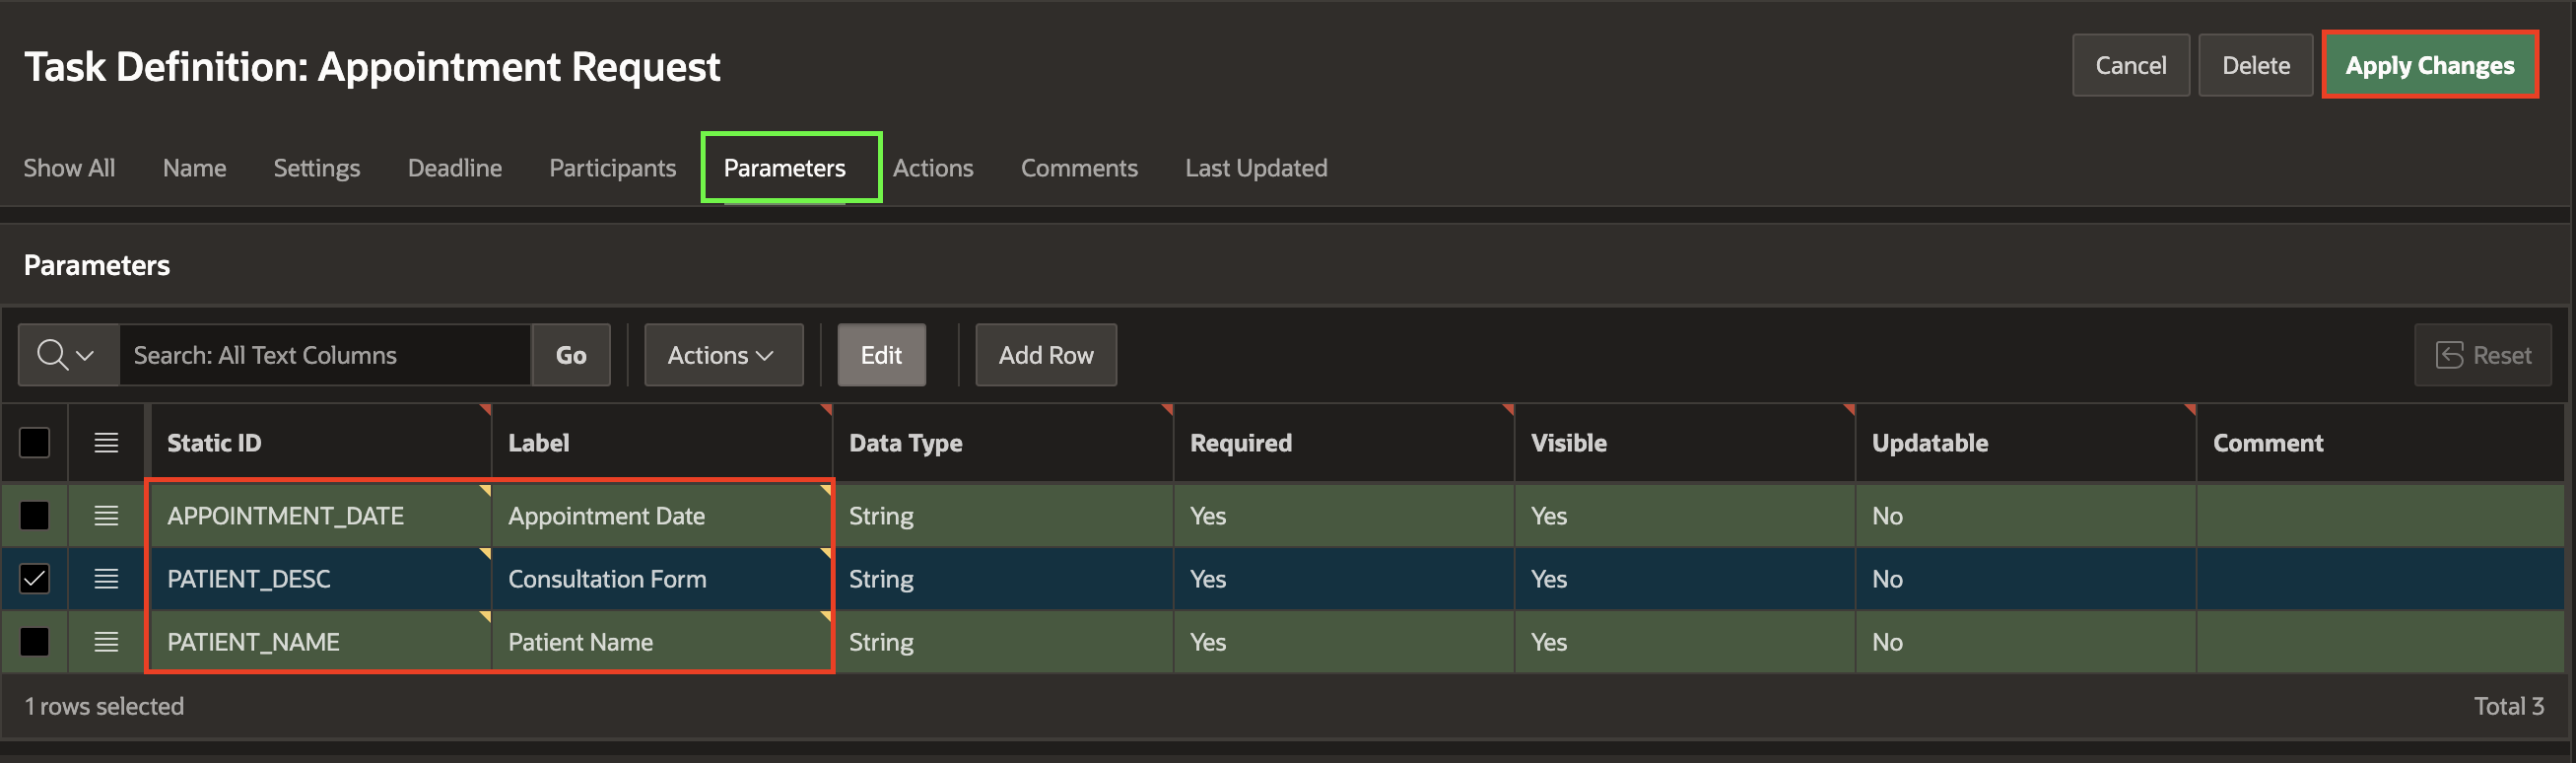 Task Definition: Appointment Request
Cancel Delete Apply Changes
Show All Name Settings Deadline Participants Parameters Actions Comments Last Updated
Parameters
Search: All Text Columns Go Actions Edit Add Row Reset
Static ID Label Data Type Required Visible Updatable Comment
APPOINTMENT_DATE Appointment Date String Yes Yes No
PATIENT_DESC Consultation Form String Yes Yes No
PATIENT_NAME Patient Name String Yes Yes No
1 rows selected Total 3